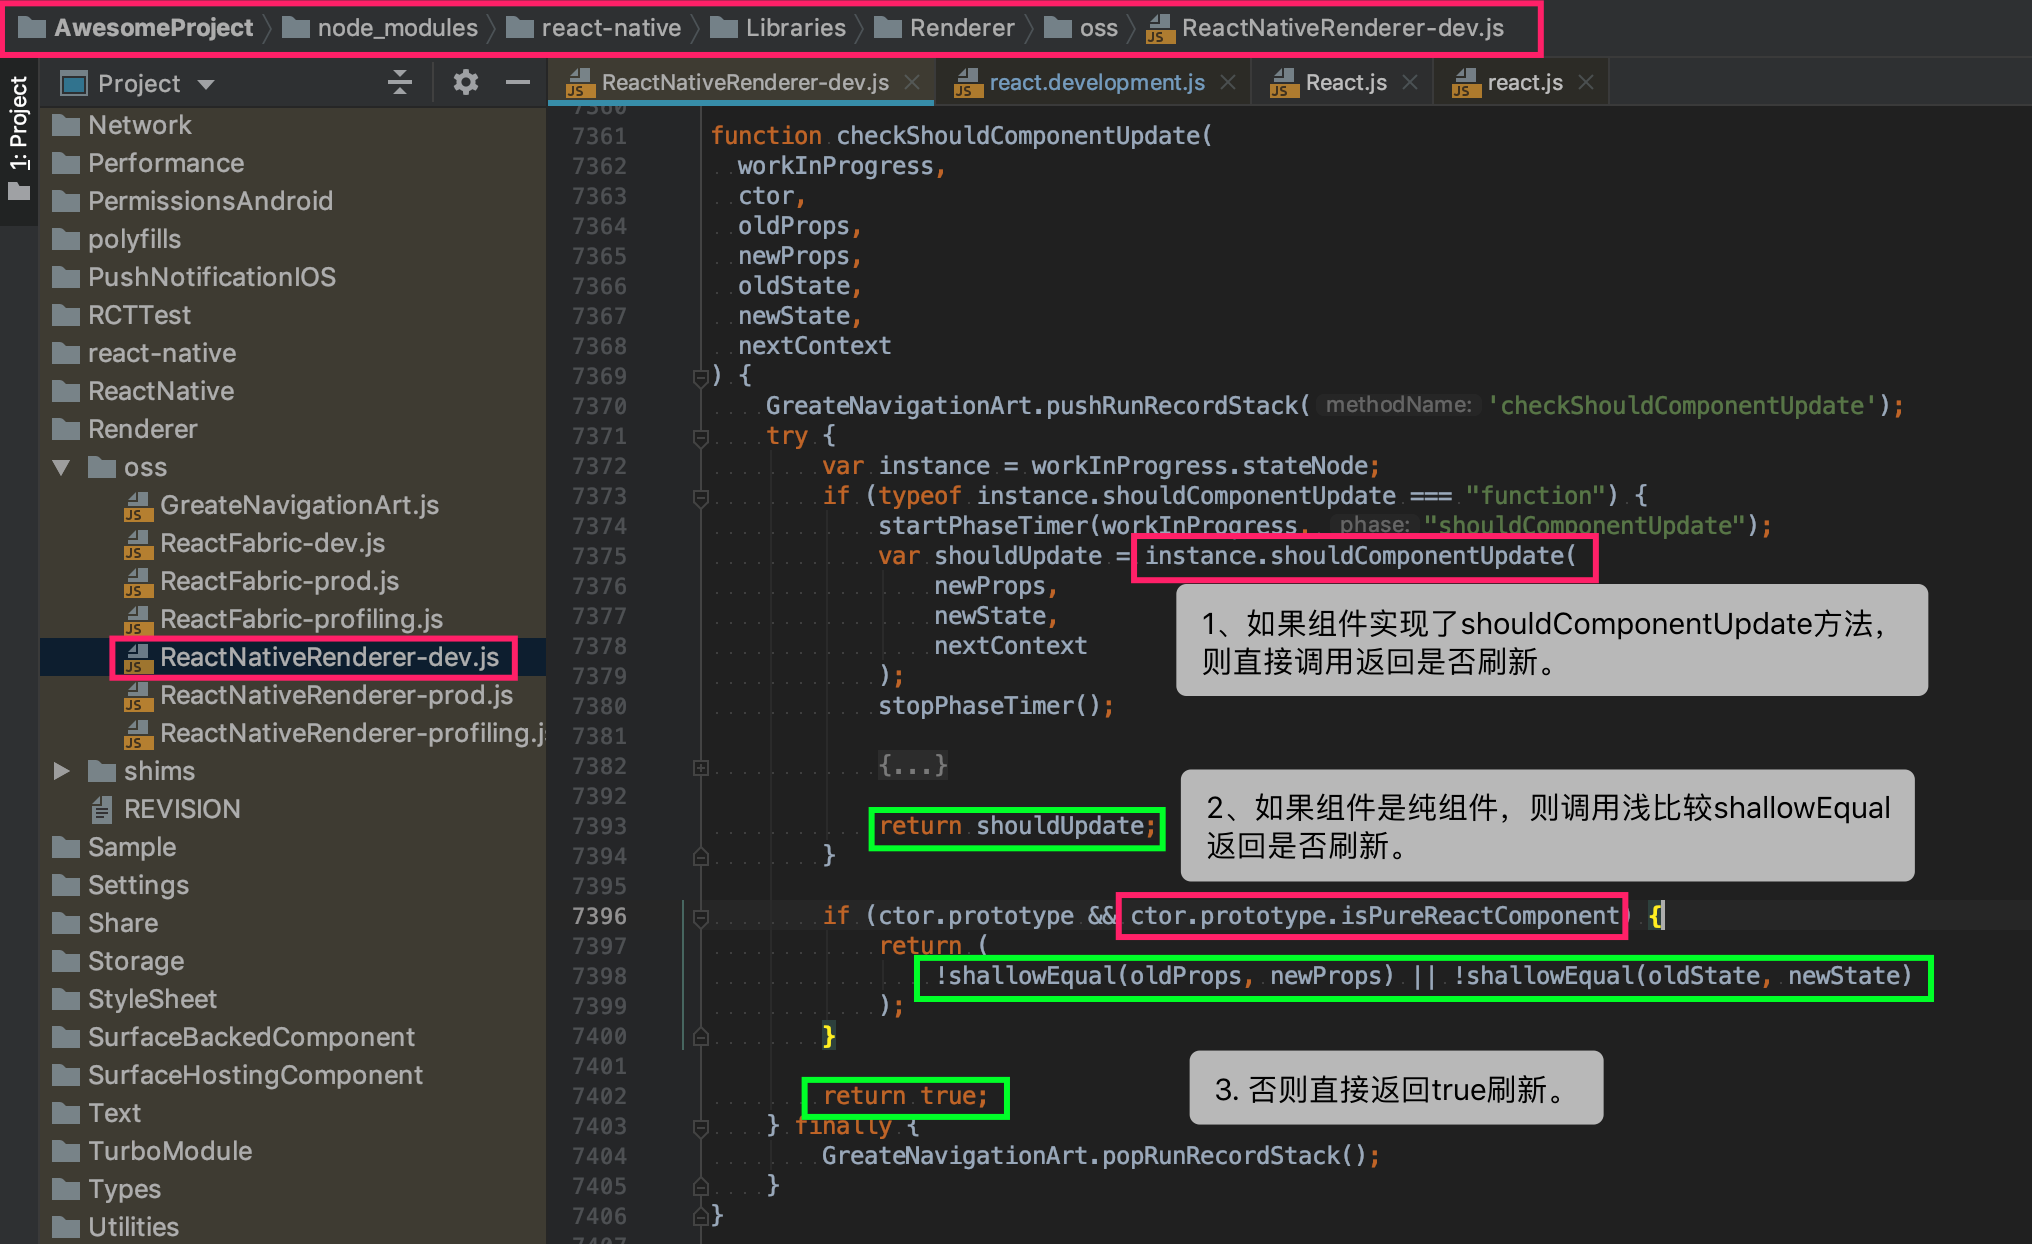 AwesomeProject node_modules react-native Libraries Renderer oss ReactNativeRenderer-dev.js
1: Project
Project
ReactNativeRenderer-dev.js react.development.js React.js react.js
Network
Performance
PermissionsAndroid
polyfills
PushNotificationIOS
RCTTest
react-native
ReactNative
Renderer
oss
GreateNavigationArt.js
ReactFabric-dev.js
ReactFabric-prod.js
ReactFabric-profiling.js
ReactNativeRenderer-dev.js
ReactNativeRenderer-prod.js
ReactNativeRenderer-profiling.js
shims
REVISION
Sample
Settings
Share
Storage
StyleSheet
SurfaceBackedComponent
SurfaceHostingComponent
Text
TurboModule
Types
Utilities
7360
7361 function checkShouldComponentUpdate(
7362 workInProgress,
7363 ctor,
7364 oldProps,
7365 newProps,
7366 oldState,
7367 newState,
7368 nextContext
7369 ) {
7370 GreateNavigationArt.pushRunRecordStack( methodName: 'checkShouldComponentUpdate');
7371 try {
7372 var instance = workInProgress.stateNode;
7373 if (typeof instance.shouldComponentUpdate === "function") {
7374 startPhaseTimer(workInProgress, phase: "shouldComponentUpdate");
7375 var shouldUpdate = instance.shouldComponentUpdate(
7376 newProps,
7377 newState,
7378 nextContext
7379 );
7380 stopPhaseTimer();
7381
7382 {...}
7392
7393 return shouldUpdate;
7394 }
7395
7396 if (ctor.prototype && ctor.prototype.isPureReactComponent) {
7397 return (
7398 !shallowEqual(oldProps, newProps) || !shallowEqual(oldState, newState)
7399 );
7400 }
7401
7402 return true;
7403 } finally {
7404 GreateNavigationArt.popRunRecordStack();
7405 }
7406 }
7407
1、如果组件实现了shouldComponentUpdate方法，
则直接调用返回是否刷新。
2、如果组件是纯组件，则调用浅比较shallowEqual
返回是否刷新。
3. 否则直接返回true刷新。